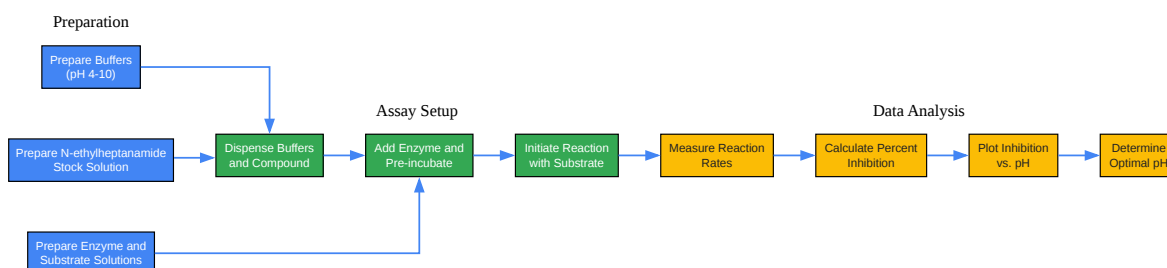 Preparation
Prepare Buffers
(pH 4-10)
Assay Setup
Data Analysis
Prepare N-ethylheptanamide
Stock Solution
Dispense Buffers
and Compound
Add Enzyme and
Pre-incubate
Initiate Reaction
with Substrate
Measure Reaction
Rates
Calculate Percent
Inhibition
Plot Inhibition
vs. pH
Determine
Optimal pH
Prepare Enzyme and
Substrate Solutions